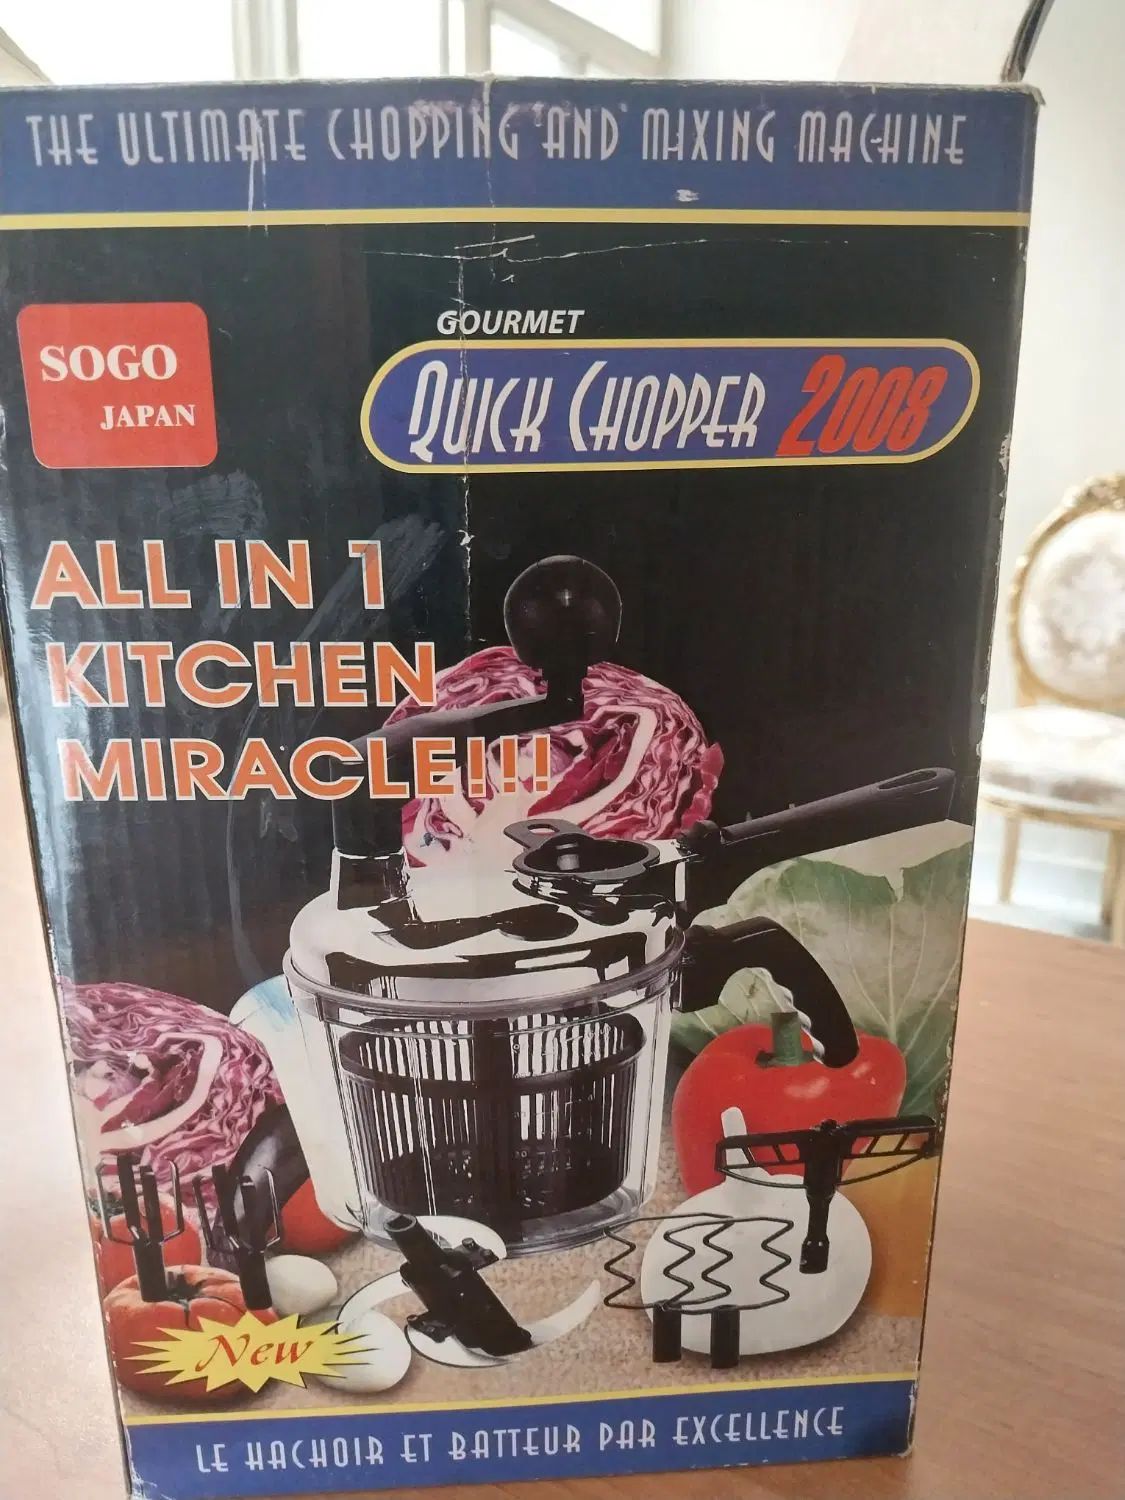 THE ULTIMATE CHOPPING AND MIXING MACHINE
SOGO
JAPAN
GOURMET
QUICK CHOPPER 2008
ALL IN 1
KITCHEN
MIRACLE!!!
New
LE HACHOIR ET BATTEUR PAR EXCELLENCE